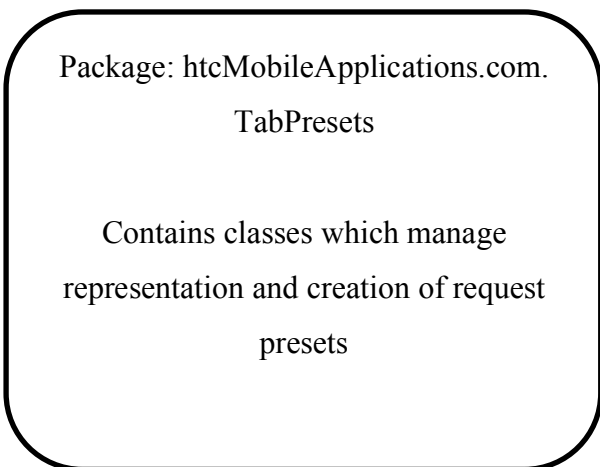 Package: htcMobileApplications.com.
TabPresets
Contains classes which manage
representation and creation of request
presets